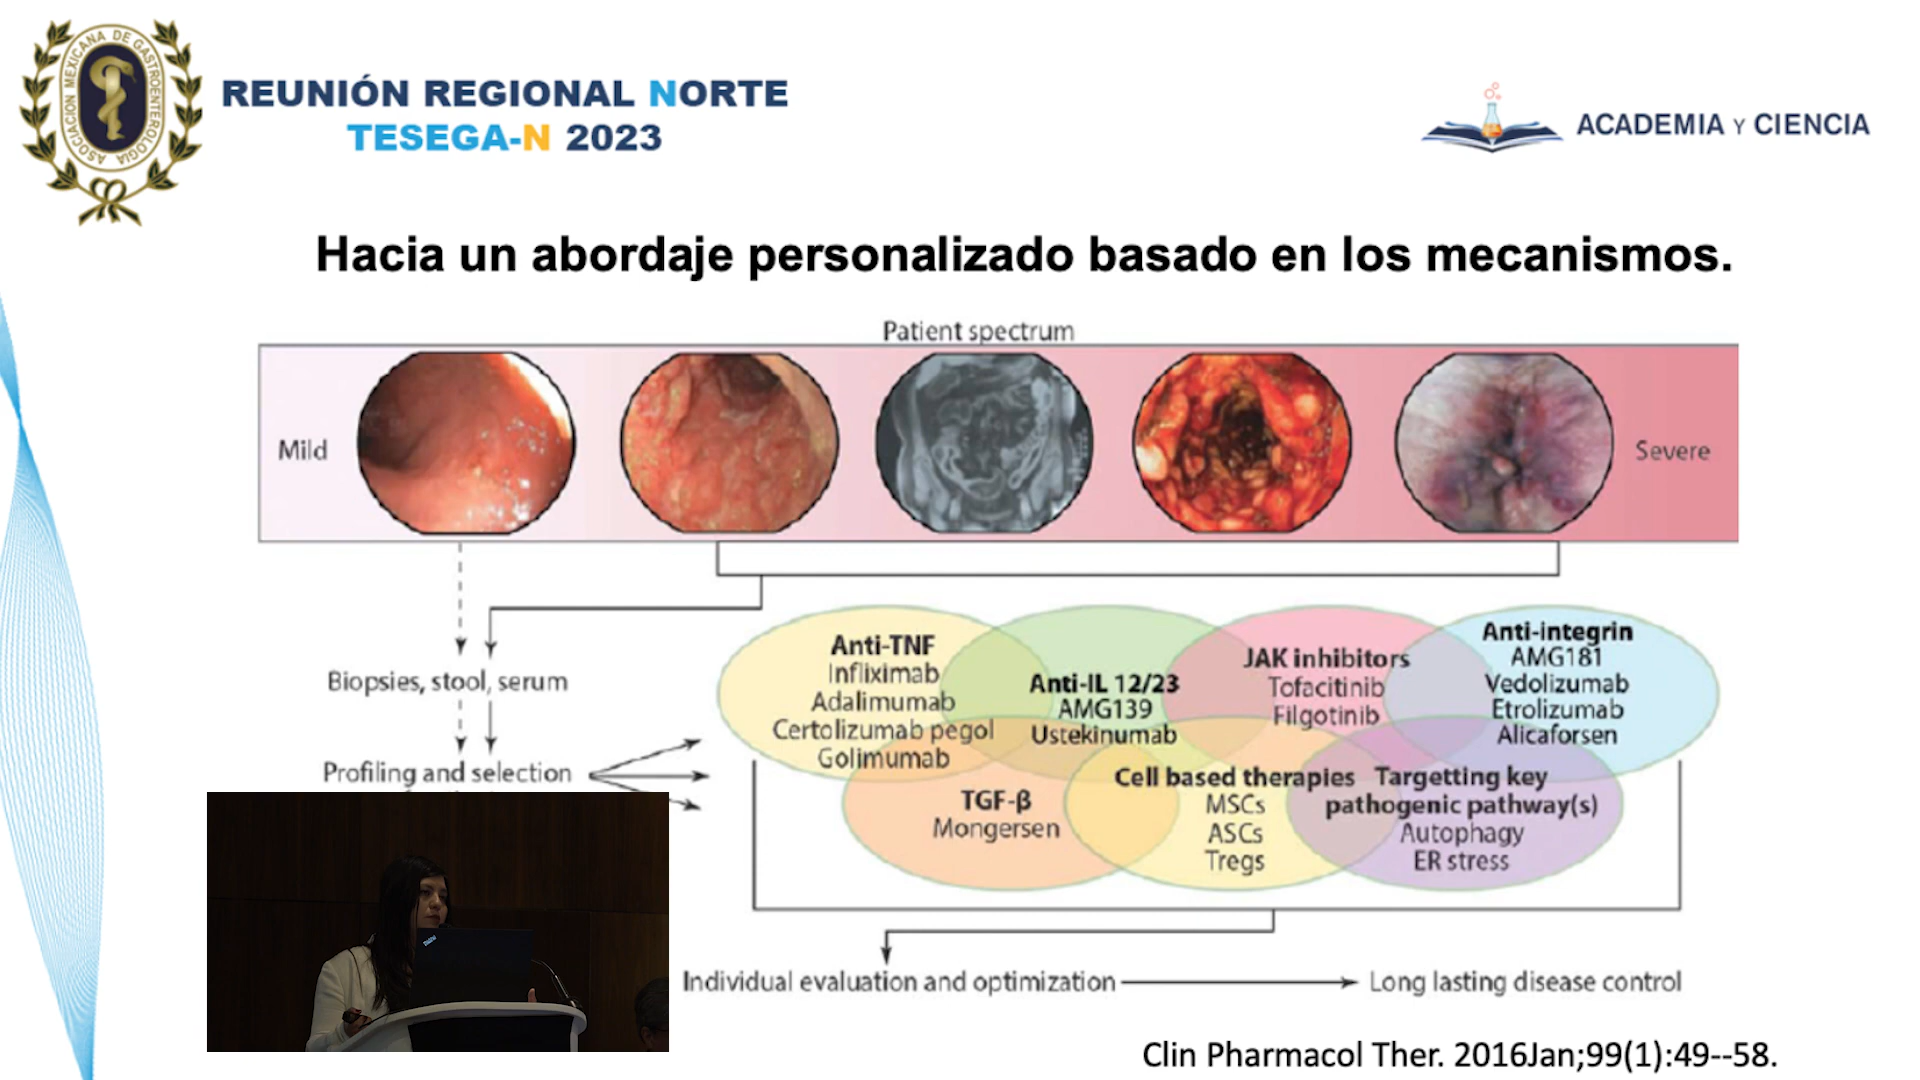 ASOCIACION MEXICANA DE GASTROENTEROLOGIA
REUNIÓN REGIONAL NORTE
TESEGA-N 2023
ACADEMIA Y CIENCIA
Hacia un abordaje personalizado basado en los mecanismos.
Patient spectrum
Mild
Severe
Biopsies, stool, serum
Profiling and selection
Anti-TNF
Infliximab
Adalimumab
Certolizumab pegol
Golimumab
Anti-IL 12/23
AMG139
Ustekinumab
JAK inhibitors
Tofacitinib
Filgotinib
Anti-integrin
AMG181
Vedolizumab
Etrolizumab
Alicaforsen
TGF-β
Mongersen
Cell based therapies
MSCs
ASCs
Tregs
Targetting key
pathogenic pathway(s)
Autophagy
ER stress
Individual evaluation and optimization
Long lasting disease control
Clin Pharmacol Ther. 2016Jan;99(1):49--58.